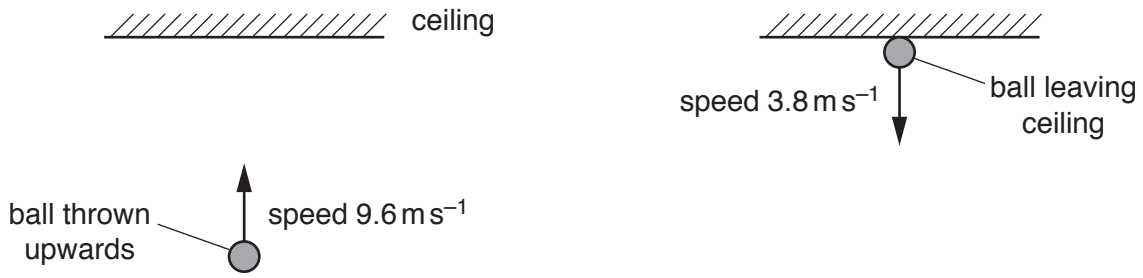 ceiling
speed 3.8 m s⁻¹
ball leaving
ceiling
ball thrown
upwards
speed 9.6 m s⁻¹